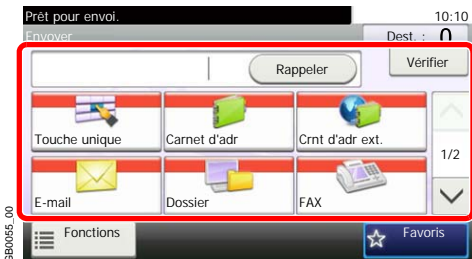 Prêt pour envoi. 10:10
Envoyer Dest. : 0
Rappeler Vérifier
Touche unique Carnet d'adr Crnt d'adr ext.
1/2
E-mail Dossier FAX
Fonctions Favoris
GB0055_00